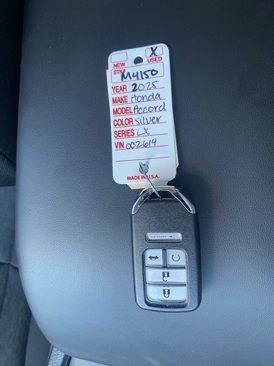 X
NEW USED
STK# M4150
YEAR 2025
MAKE Honda
MODEL Accord
COLOR silver
SERIES LX
VIN 002614
MADE IN U.S.A.